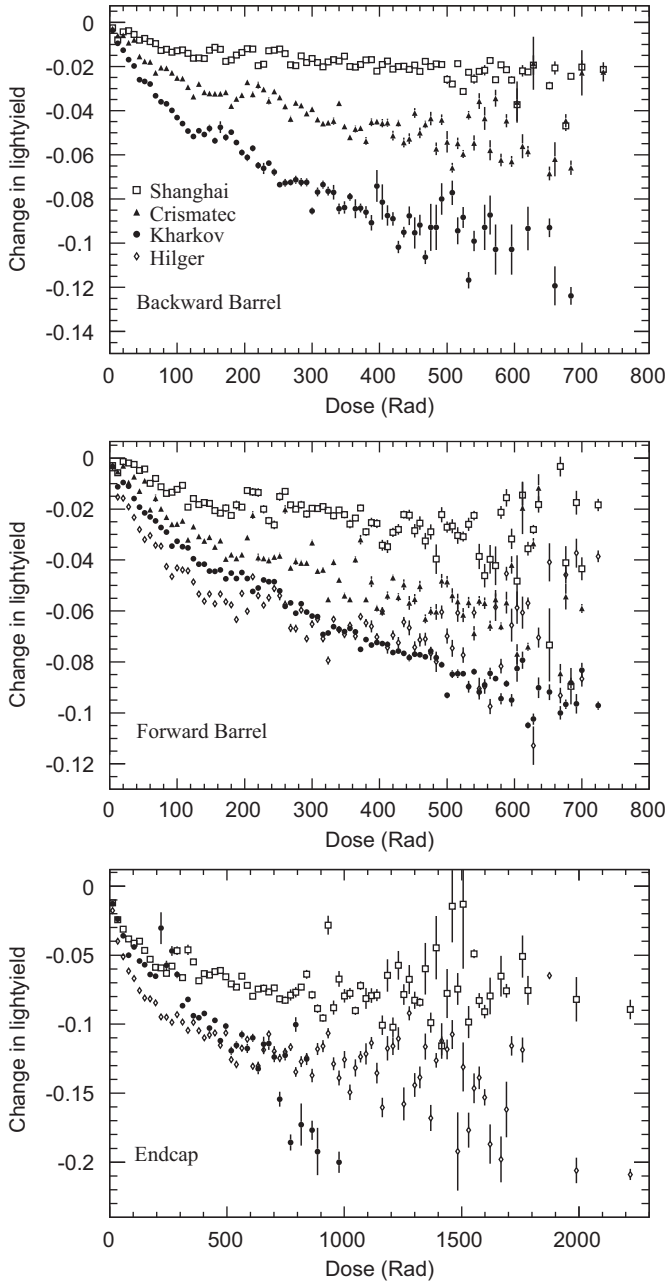 0
-0.02
-0.04
-0.06
-0.08
-0.1
-0.12
-0.14
Change in lightyield
Shanghai
Crismatec
Kharkov
Hilger
Backward Barrel
0 100 200 300 400 500 600 700 800
Dose (Rad)
0
-0.02
-0.04
-0.06
-0.08
-0.1
-0.12
Change in lightyield
Forward Barrel
0 100 200 300 400 500 600 700 800
Dose (Rad)
0
-0.05
-0.1
-0.15
-0.2
Change in lightyield
Endcap
0 500 1000 1500 2000
Dose (Rad)